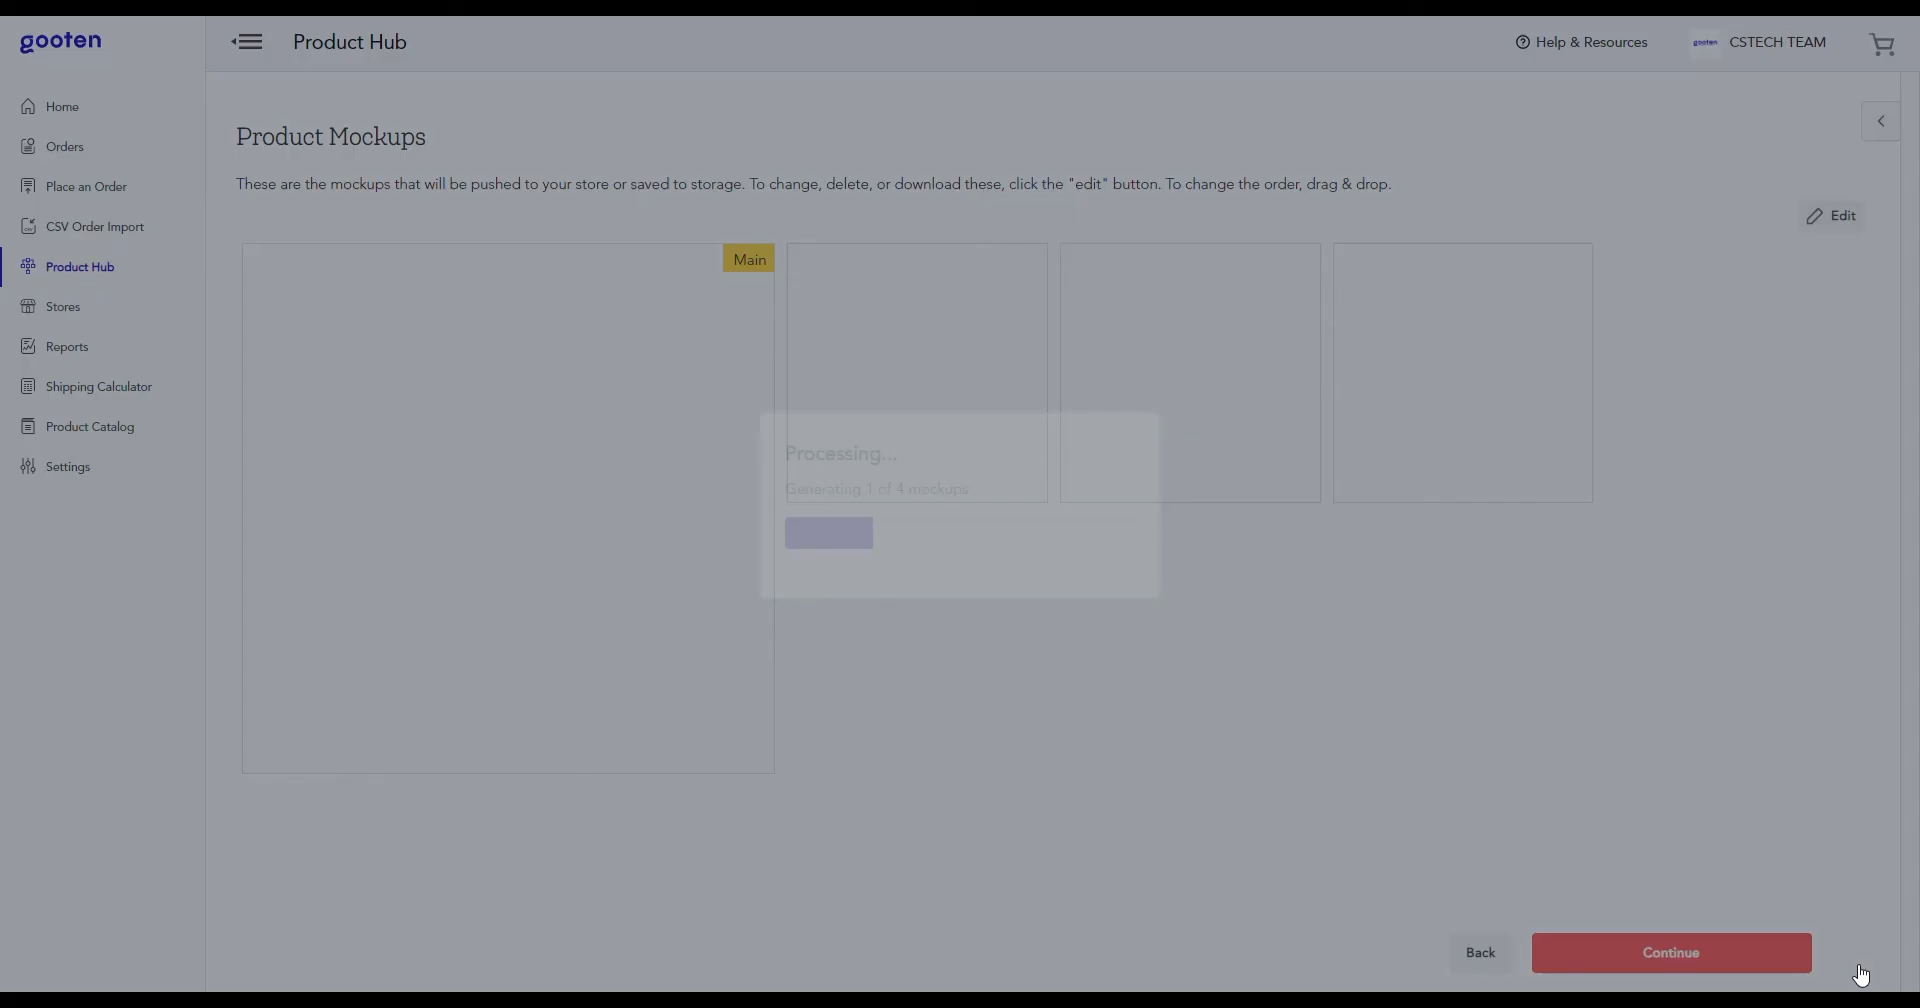 gooten
Product Hub
Help & Resources
gooten
CSTECH TEAM
Home
Orders
Place an Order
CSV Order Import
Product Hub
Stores
Reports
Shipping Calculator
Product Catalog
Settings
Product Mockups
These are the mockups that will be pushed to your store or saved to storage. To change, delete, or download these, click the "edit" button. To change the order, drag & drop.
Edit
Main
Processing...
Generating 1 of 4 mockups
Back
Continue